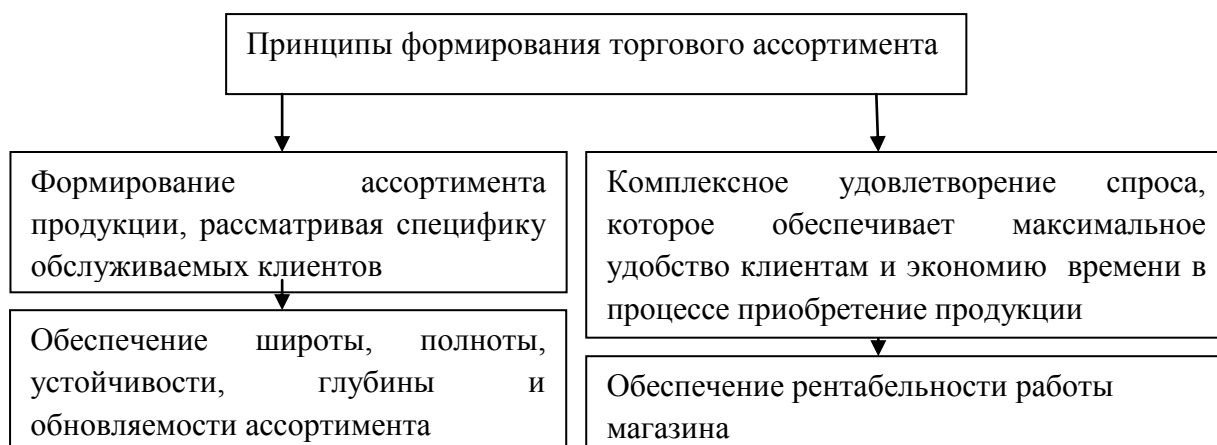 Принципы формирования торгового ассортимента
Формирование ассортимента
продукции, рассматривая специфику
обслуживаемых клиентов
Обеспечение широты, полноты,
устойчивости, глубины и
обновляемости ассортимента
Комплексное удовлетворение спроса,
которое обеспечивает максимальное
удобство клиентам и экономию времени в
процессе приобретение продукции
Обеспечение рентабельности работы
магазина